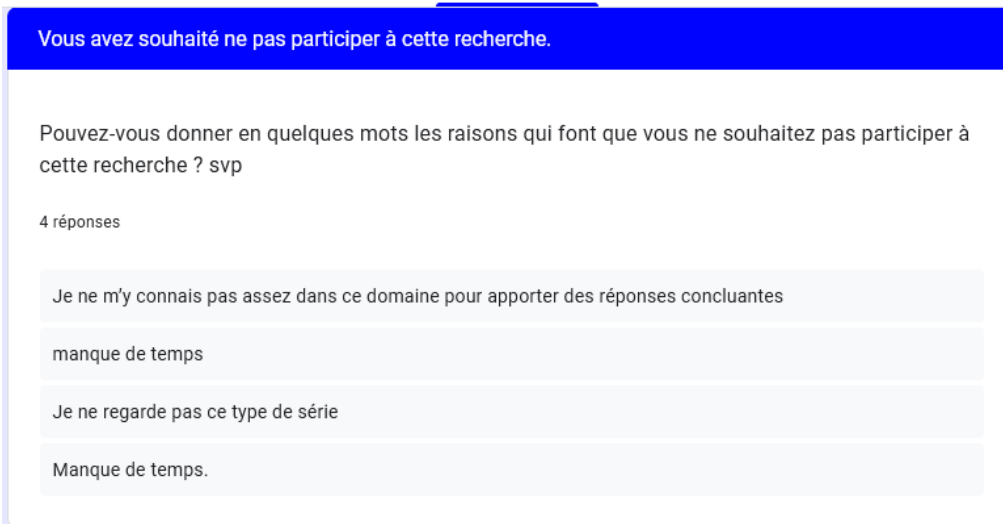 Vous avez souhaité ne pas participer à cette recherche.
Pouvez-vous donner en quelques mots les raisons qui font que vous ne souhaitez pas participer à
cette recherche ? svp
4 réponses
Je ne m’y connais pas assez dans ce domaine pour apporter des réponses concluantes
manque de temps
Je ne regarde pas ce type de série
Manque de temps.